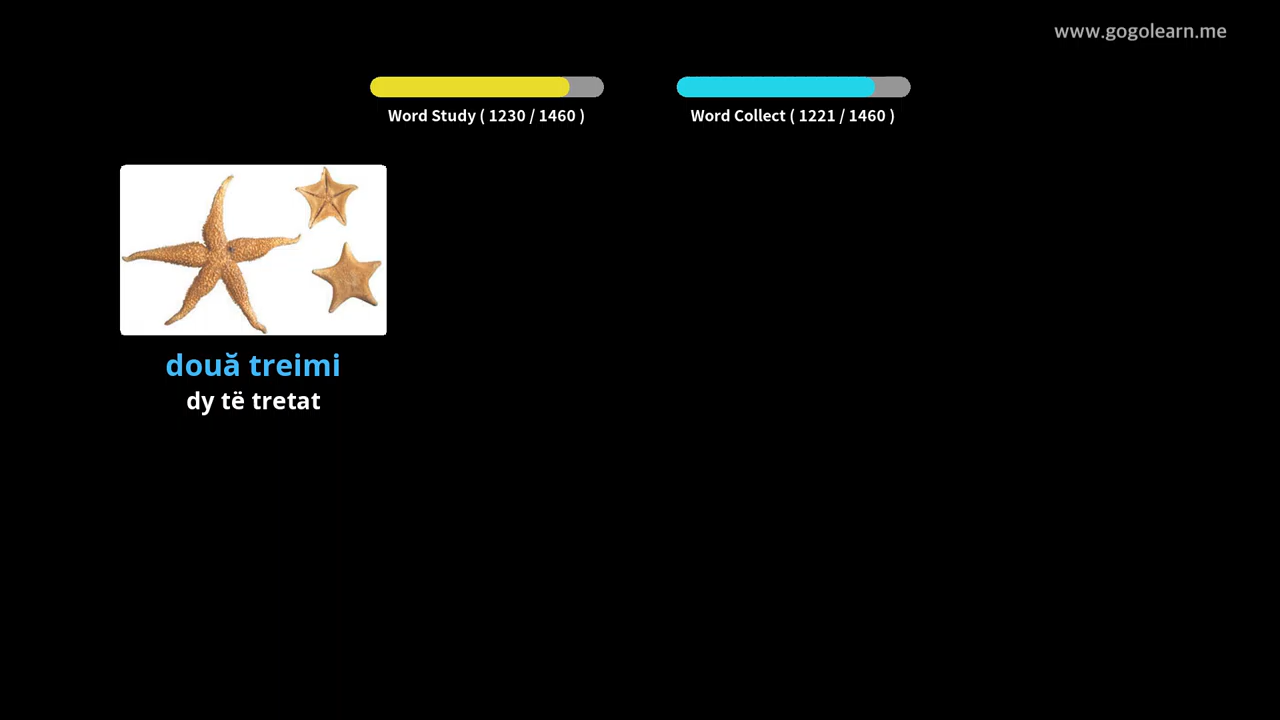 www.gogolearn.me
Word Study ( 1230 / 1460 )
Word Collect ( 1221 / 1460 )
două treimi
dy të tretat